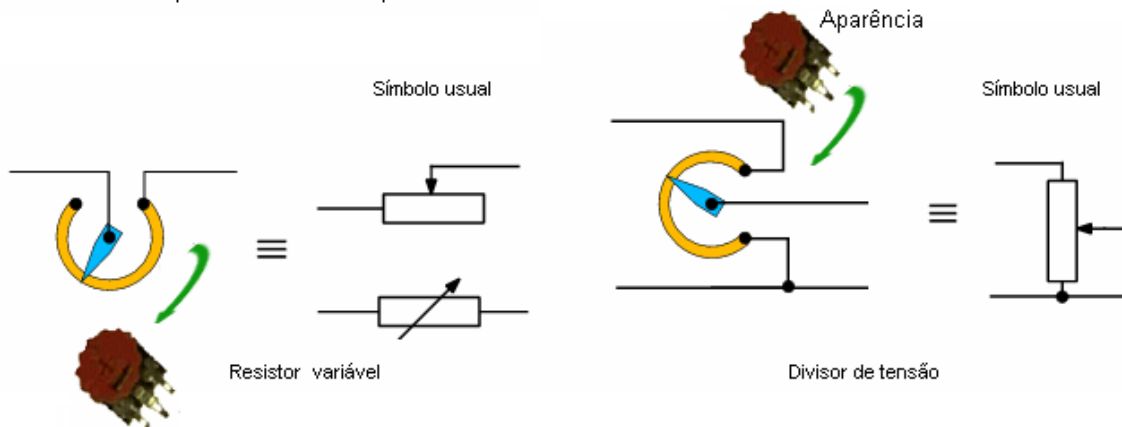 Aparência
Símbolo usual
Símbolo usual
Resistor variável
Divisor de tensão